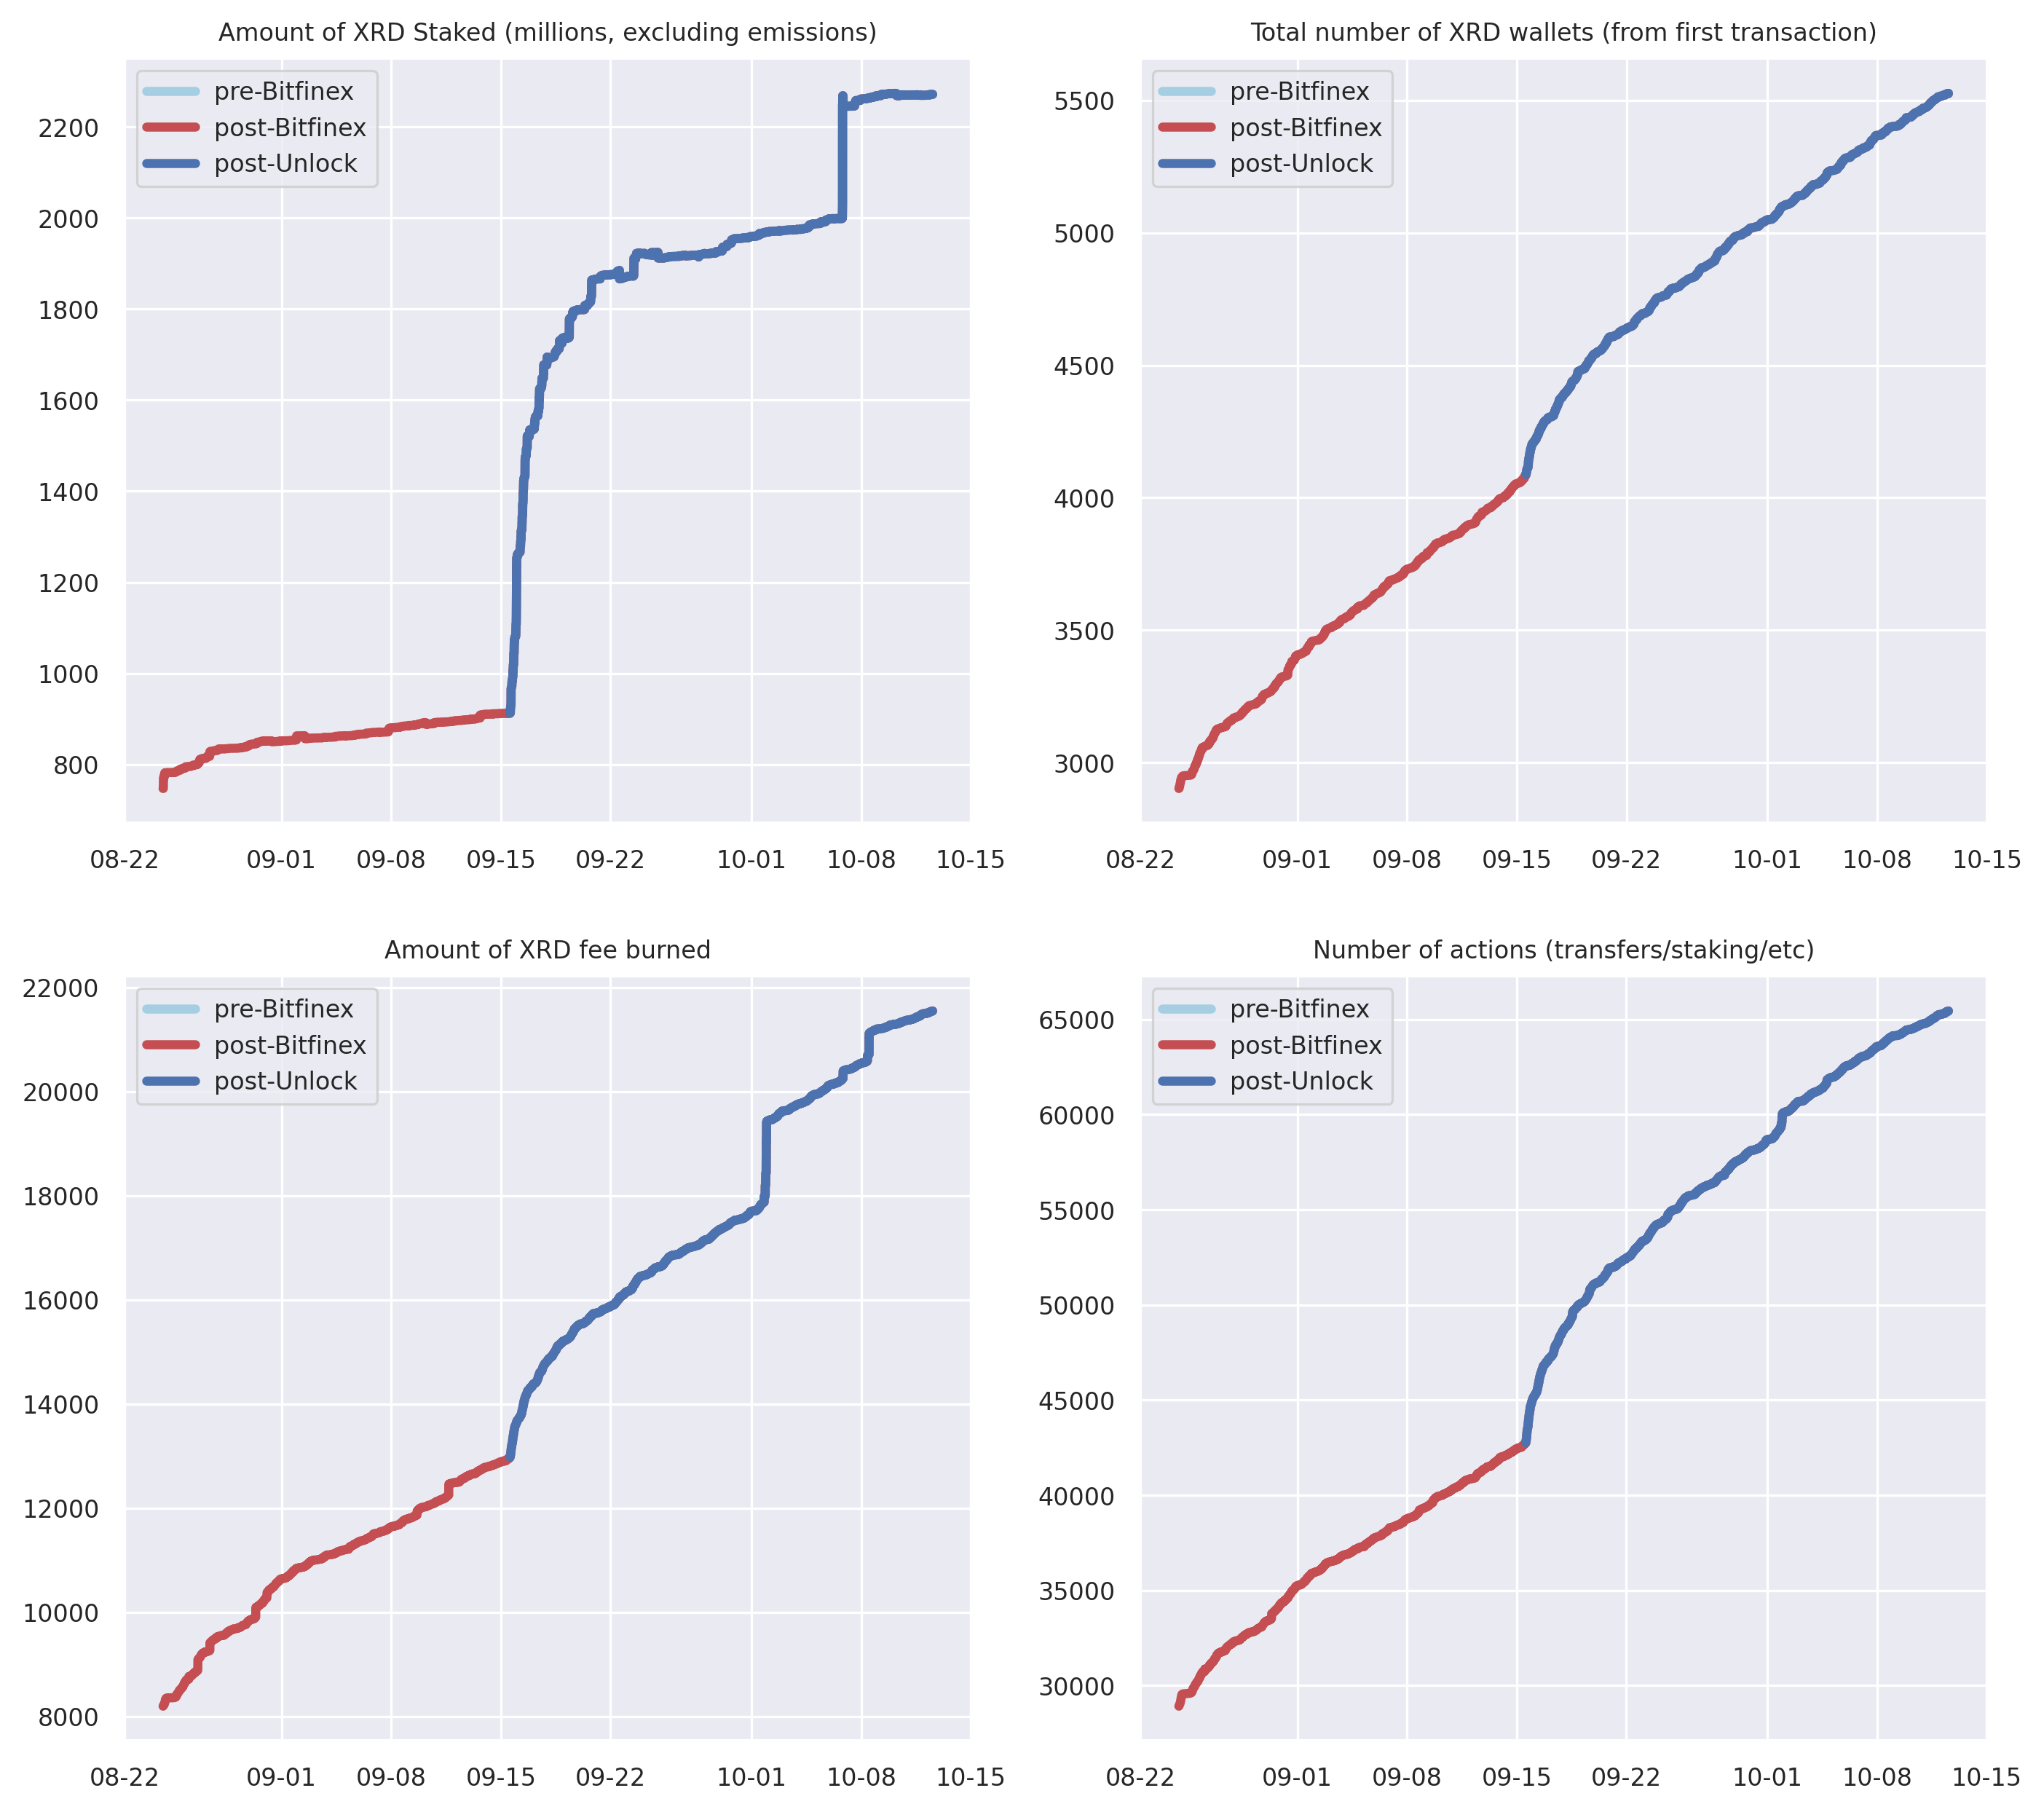 Amount of XRD Staked (millions, excluding emissions)
pre-Bitfinex
post-Bitfinex
post-Unlock
2200
2000
1800
1600
1400
1200
1000
800
08-22 09-01 09-08 09-15 09-22 10-01 10-08 10-15
Total number of XRD wallets (from first transaction)
pre-Bitfinex
post-Bitfinex
post-Unlock
5500
5000
4500
4000
3500
3000
08-22 09-01 09-08 09-15 09-22 10-01 10-08 10-15
Amount of XRD fee burned
pre-Bitfinex
post-Bitfinex
post-Unlock
22000
20000
18000
16000
14000
12000
10000
8000
08-22 09-01 09-08 09-15 09-22 10-01 10-08 10-15
Number of actions (transfers/staking/etc)
pre-Bitfinex
post-Bitfinex
post-Unlock
65000
60000
55000
50000
45000
40000
35000
30000
08-22 09-01 09-08 09-15 09-22 10-01 10-08 10-15